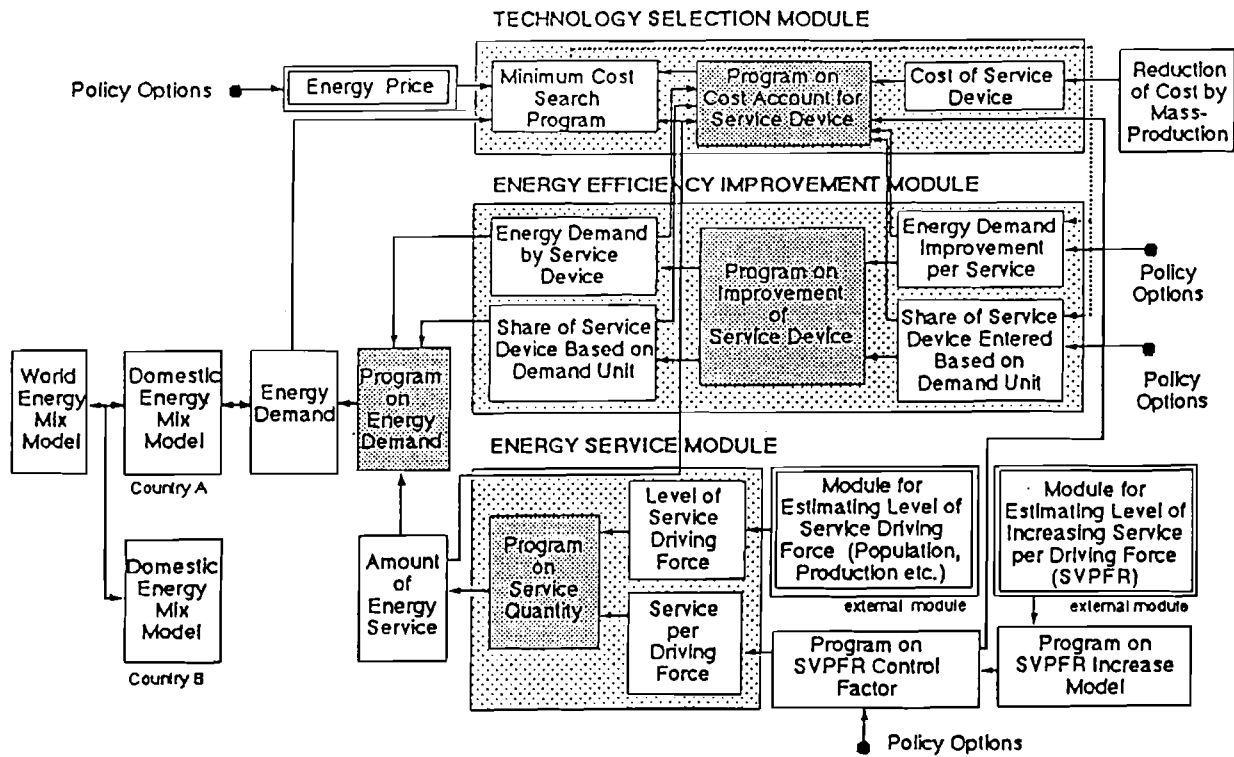 TECHNOLOGY SELECTION MODULE
Policy Options
Energy Price
Minimum Cost
Search
Program
Program on
Cost Account for
Service Device
Cost of Service
Device
Reduction
of Cost by
Mass-
Production
ENERGY EFFICIENCY IMPROVEMENT MODULE
Energy Demand
by Service
Device
Share of Service
Device Based on
Demand Unit
Program on
Improvement
of
Service Device
Energy Demand
Improvement
per Service
Share of Service
Device Entered
Based on
Demand Unit
Policy
Options
Policy
Options
World
Energy
Mix
Model
Domestic
Energy
Mix
Model
Country A
Energy
Demand
Program
on
Energy
Demand
Domestic
Energy
Mix
Model
Country B
ENERGY SERVICE MODULE
Amount
of
Energy
Service
Program
on
Service
Quantity
Level of
Service
Driving
Force
Service
per
Driving
Force
Module for
Estimating Level of
Service Driving
Force (Population,
Production etc.)
external module
Module for
Estimating Level of
Increasing Service
per Driving Force
(SVPFR)
external module
Program on
SVPFR Control
Factor
Program on
SVPFR Increase
Model
Policy Options